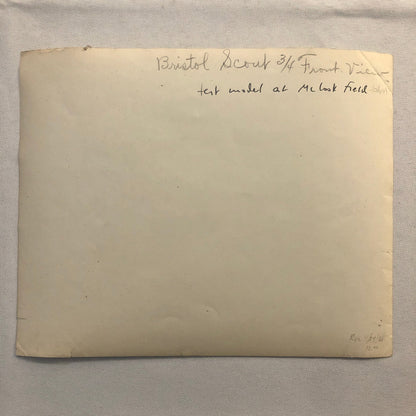 Bristol Scout 3/4 Front View
test model at McCook Field